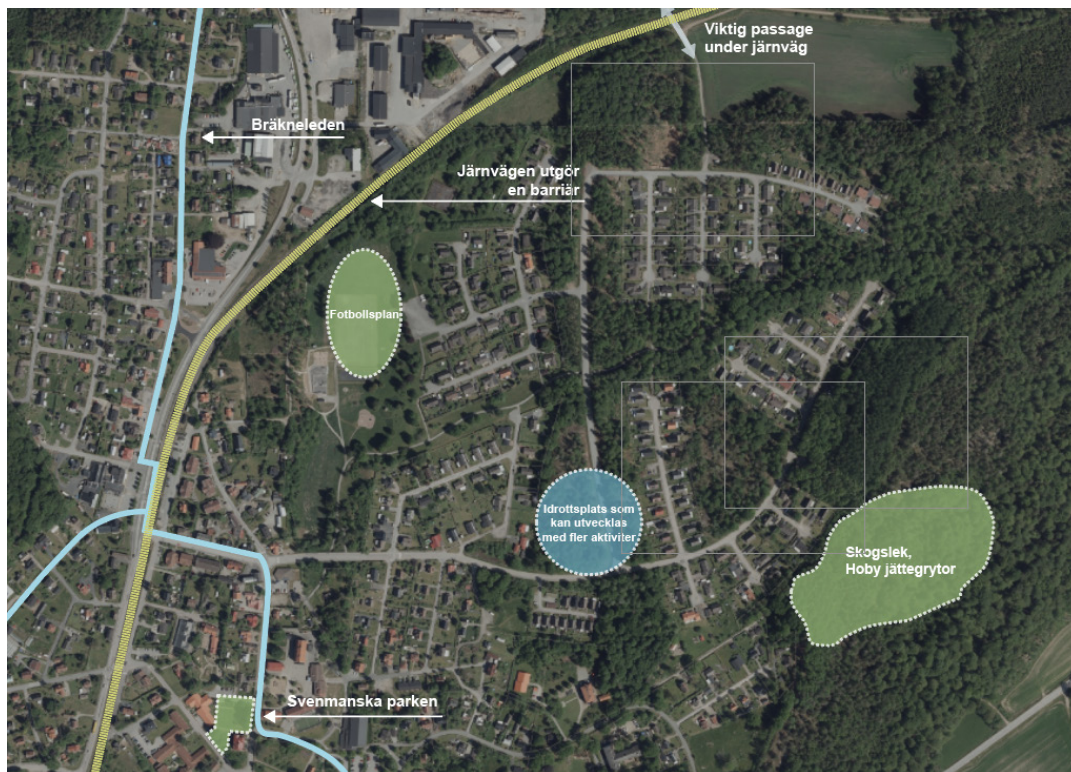 Viktig passage
under järnväg
Bräkneleden
Järnvägen utgör
en barriär
Fotbollsplan
Idrottsplats som
kan utvecklas
med fler aktiviter
Skogslek,
Hoby jättegrytor
Svenmanska parken